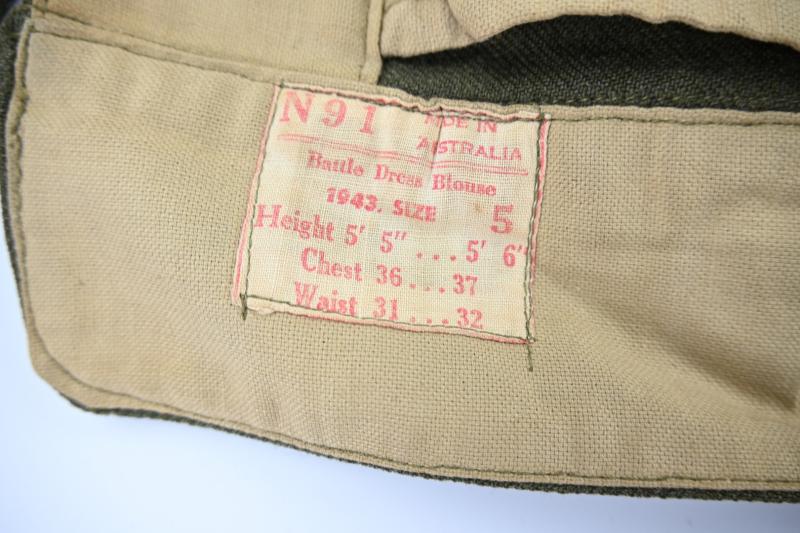 N91 MADE IN
AUSTRALIA
Battle Dress Blouse
1943. SIZE 5
Height 5' 5" ... 5' 6"
Chest 36...37
Waist 31...32